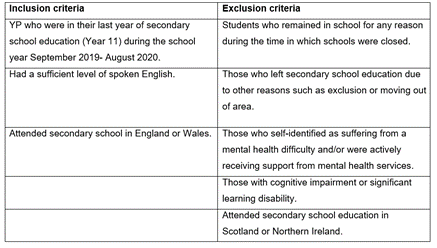 Inclusion criteria
Exclusion criteria
YP who were in their last year of secondary
school education (Year 11) during the school
year September 2019- August 2020.
Students who remained in school for any reason
during the time in which schools were closed.
Had a sufficient level of spoken English.
Those who left secondary school education due
to other reasons such as exclusion or moving out
of area.
Attended secondary school in England or Wales.
Those who self-identified as suffering from a
mental health difficulty and/or were actively
receiving support from mental health services.
Those with cognitive impairment or significant
learning disability.
Attended secondary school education in
Scotland or Northern Ireland.